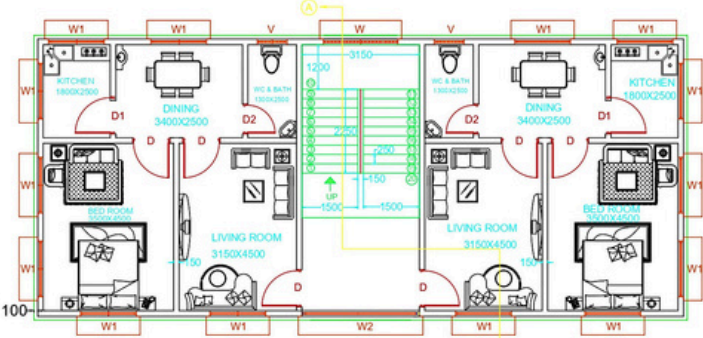 A
W1
W1
V
W
V
W1
W1
3150
1200
KITCHEN
1800X2500
WC & BATH
1300X2500
WC & BATH
1300X2500
KITCHEN
1800X2500
W1
W1
D1
DINING
3400X2500
D2
2250
D2
DINING
3400X2500
D1
D
D
250
D
D
150
UP
W1
W1
1500
1500
BED ROOM
3500X4500
BED ROOM
3500X4500
LIVING ROOM
3150X4500
LIVING ROOM
3150X4500
W1
150
150
W1
D
D
100
W1
W1
W2
W1
W1